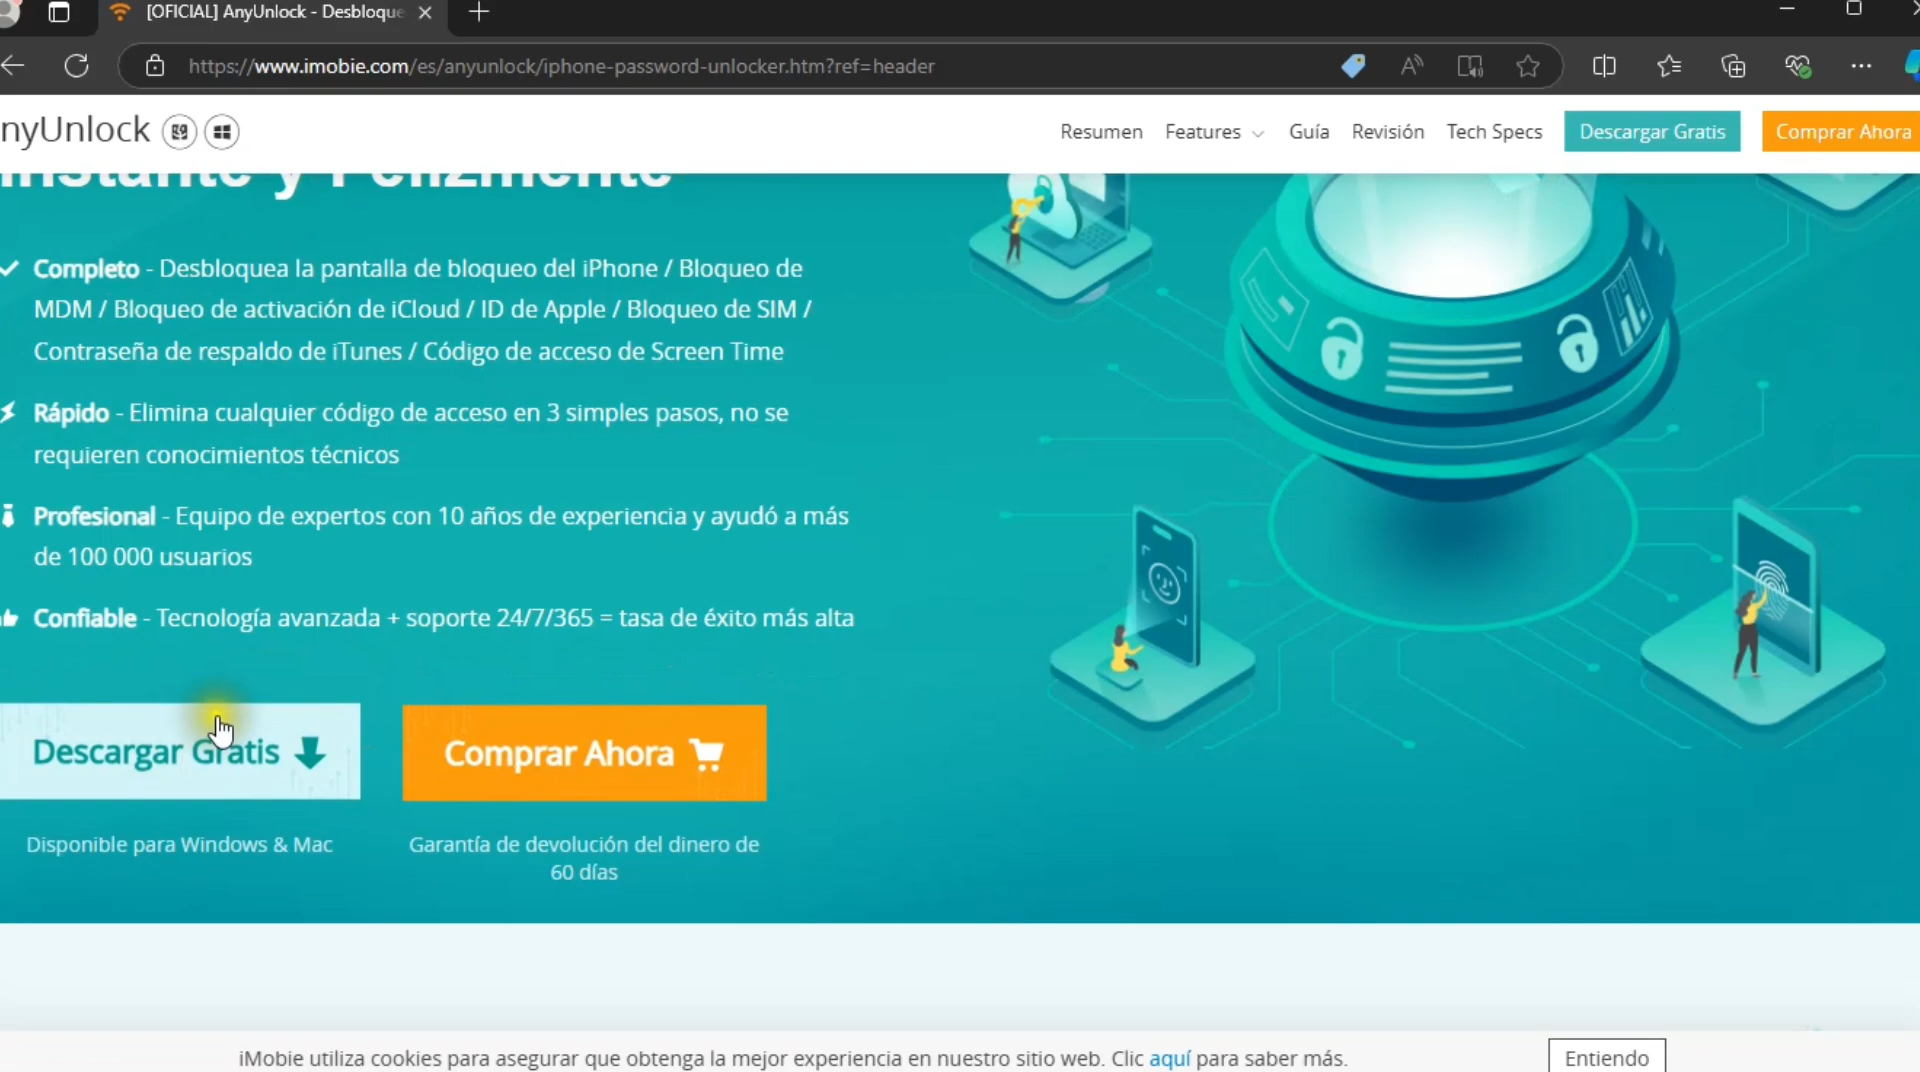 [OFICIAL] AnyUnlock - Desbloque
https://www.imobie.com/es/anyunlock/iphone-password-unlocker.htm?ref=header
nyUnlock
Resumen Features Guía Revisión Tech Specs Descargar Gratis Comprar Ahora
Instante y Felizmente
Completo - Desbloquea la pantalla de bloqueo del iPhone / Bloqueo de
MDM / Bloqueo de activación de iCloud / ID de Apple / Bloqueo de SIM /
Contraseña de respaldo de iTunes / Código de acceso de Screen Time
Rápido - Elimina cualquier código de acceso en 3 simples pasos, no se
requieren conocimientos técnicos
Profesional - Equipo de expertos con 10 años de experiencia y ayudó a más
de 100 000 usuarios
Confiable - Tecnología avanzada + soporte 24/7/365 = tasa de éxito más alta
Descargar Gratis
Comprar Ahora
Disponible para Windows & Mac
Garantía de devolución del dinero de
60 días
iMobie utiliza cookies para asegurar que obtenga la mejor experiencia en nuestro sitio web. Clic aquí para saber más.
Entiendo